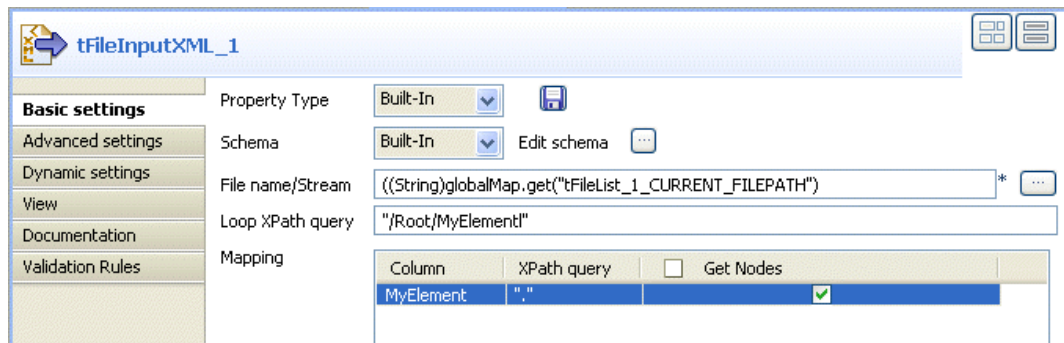 tFileInputXML_1
Basic settings
Advanced settings
Dynamic settings
View
Documentation
Validation Rules
Property Type Built-In
Schema Built-In Edit schema ...
File name/Stream ((String)globalMap.get("tFileList_1_CURRENT_FILEPATH") * ...
Loop XPath query "/Root/MyElementl"
Mapping
Column XPath query Get Nodes
MyElement "."